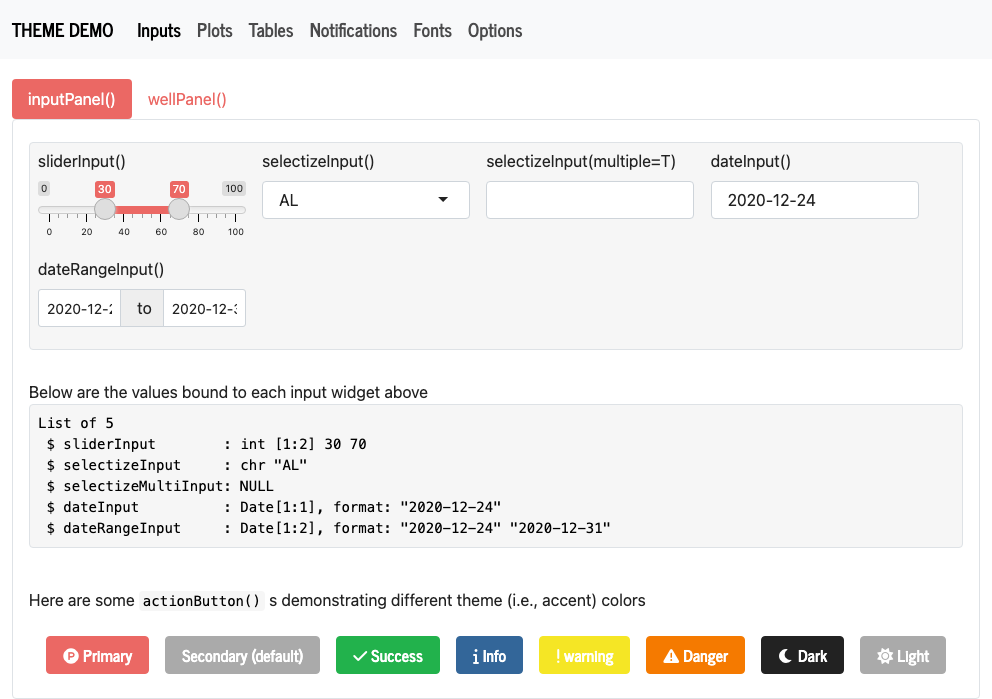 THEME DEMO Inputs Plots Tables Notifications Fonts Options
inputPanel() wellPanel()
sliderInput() selectizeInput() selectizeInput(multiple=T) dateInput()
0 30 70 100
AL 2020-12-24
0 20 40 60 80 100
dateRangeInput()
2020-12-2 to 2020-12-3
Below are the values bound to each input widget above
List of 5
$ sliderInput : int [1:2] 30 70
$ selectizeInput : chr "AL"
$ selectizeMultiInput: NULL
$ dateInput : Date[1:1], format: "2020-12-24"
$ dateRangeInput : Date[1:2], format: "2020-12-24" "2020-12-31"
Here are some actionButton() s demonstrating different theme (i.e., accent) colors
P Primary Secondary (default) Success i Info ! warning Danger Dark Light